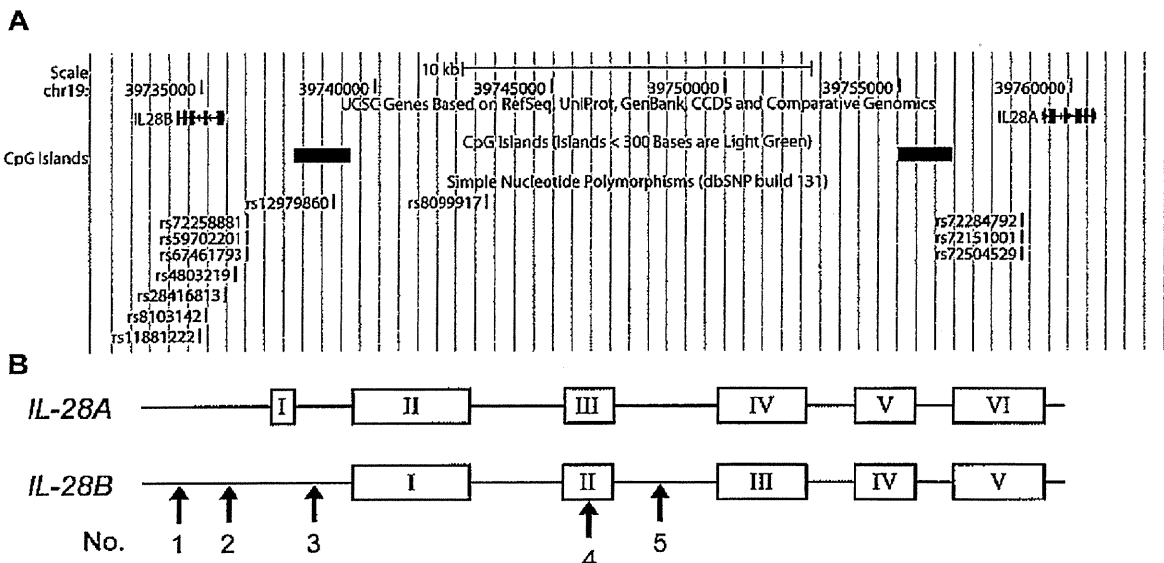 A
Scale
chr19:
10 kb
39735000
39740000
39745000
39750000
39755000
39760000
UCSC Genes Based on RefSeq, UniProt, GenBank, CCDS and Comparative Genomics
IL28B
IL28A
CpG Islands (Islands < 300 Bases are Light Green)
CpG Islands
Simple Nucleotide Polymorphisms (dbSNP build 131)
rs12979860
rs8099917
rs72258881
rs72284792
rs59702201
rs72151001
rs67461793
rs72504529
rs4803219
rs28416813
rs8103142
rs11881222
B
IL-28A I II III IV V VI
IL-28B I II III IV V
No. 1 2 3 4 5